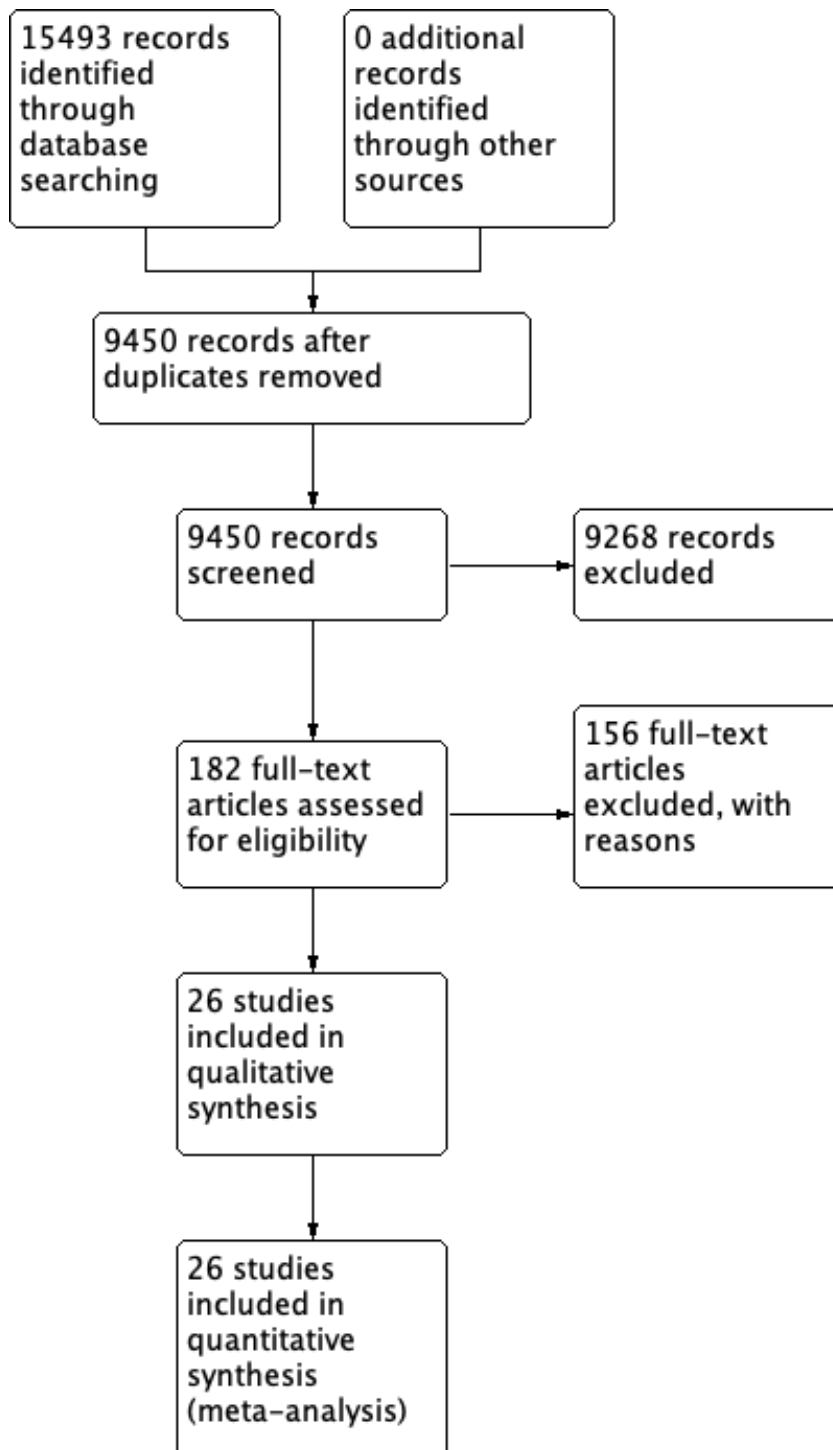 15493 records
identified
through
database
searching
0 additional
records
identified
through other
sources
9450 records after
duplicates removed
9450 records
screened
9268 records
excluded
182 full-text
articles assessed
for eligibility
156 full-text
articles
excluded, with
reasons
26 studies
included in
qualitative
synthesis
26 studies
included in
quantitative
synthesis
(meta-analysis)